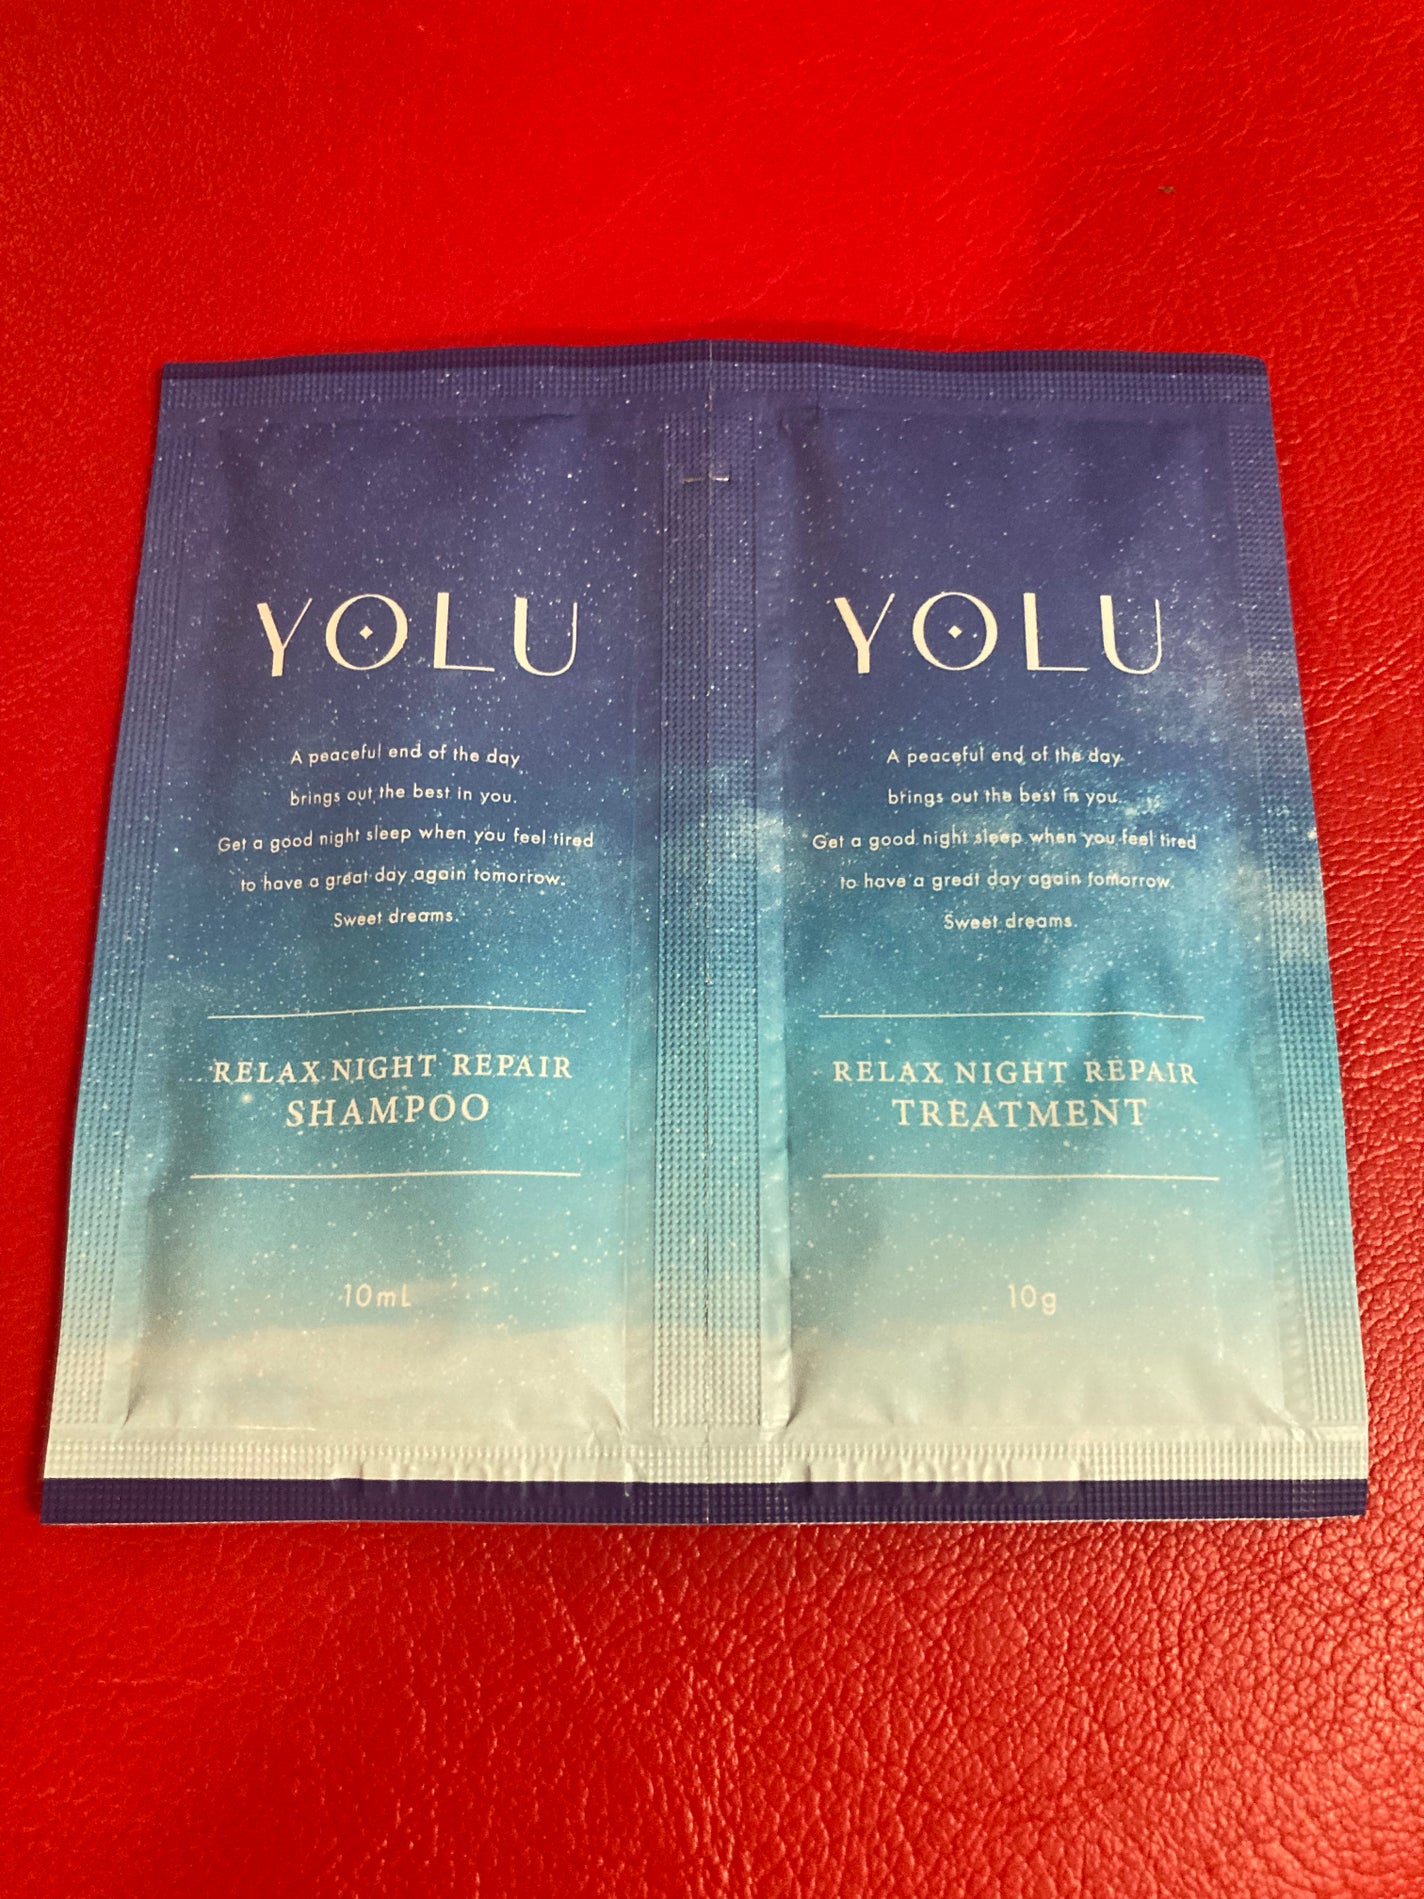 YOLU
A peaceful end of the day
brings out the best in you.
Get a good night sleep when you feel tired
to have a great day again tomorrow.
Sweet dreams.
RELAX NIGHT REPAIR
SHAMPOO
10mL
YOLU
A peaceful end of the day
brings out the best in you.
Get a good night sleep when you feel tired
to have a great day again tomorrow.
Sweet dreams.
RELAX NIGHT REPAIR
TREATMENT
10g